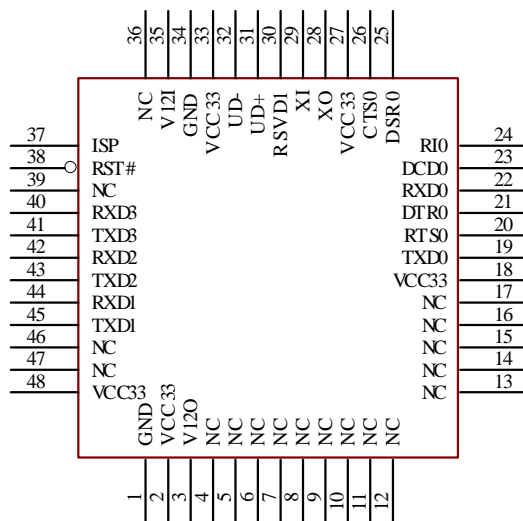 36 35 34 33 32 31 30 29 28 27 26 25
NC V12I GND VCC33 UD- UD+ RSVD1 XI XO VCC33 CTS0 DSR0
37 ISP RI0 24
38 RST# DCD0 23
39 NC RXD0 22
40 RXD3 DTR0 21
41 TXD3 RTS0 20
42 RXD2 TXD0 19
43 TXD2 VCC33 18
44 RXD1 NC 17
45 TXD1 NC 16
46 NC NC 15
47 NC NC 14
48 VCC33 NC 13
GND VCC33 V12O NC NC NC NC NC NC NC NC NC
1 2 3 4 5 6 7 8 9 10 11 12